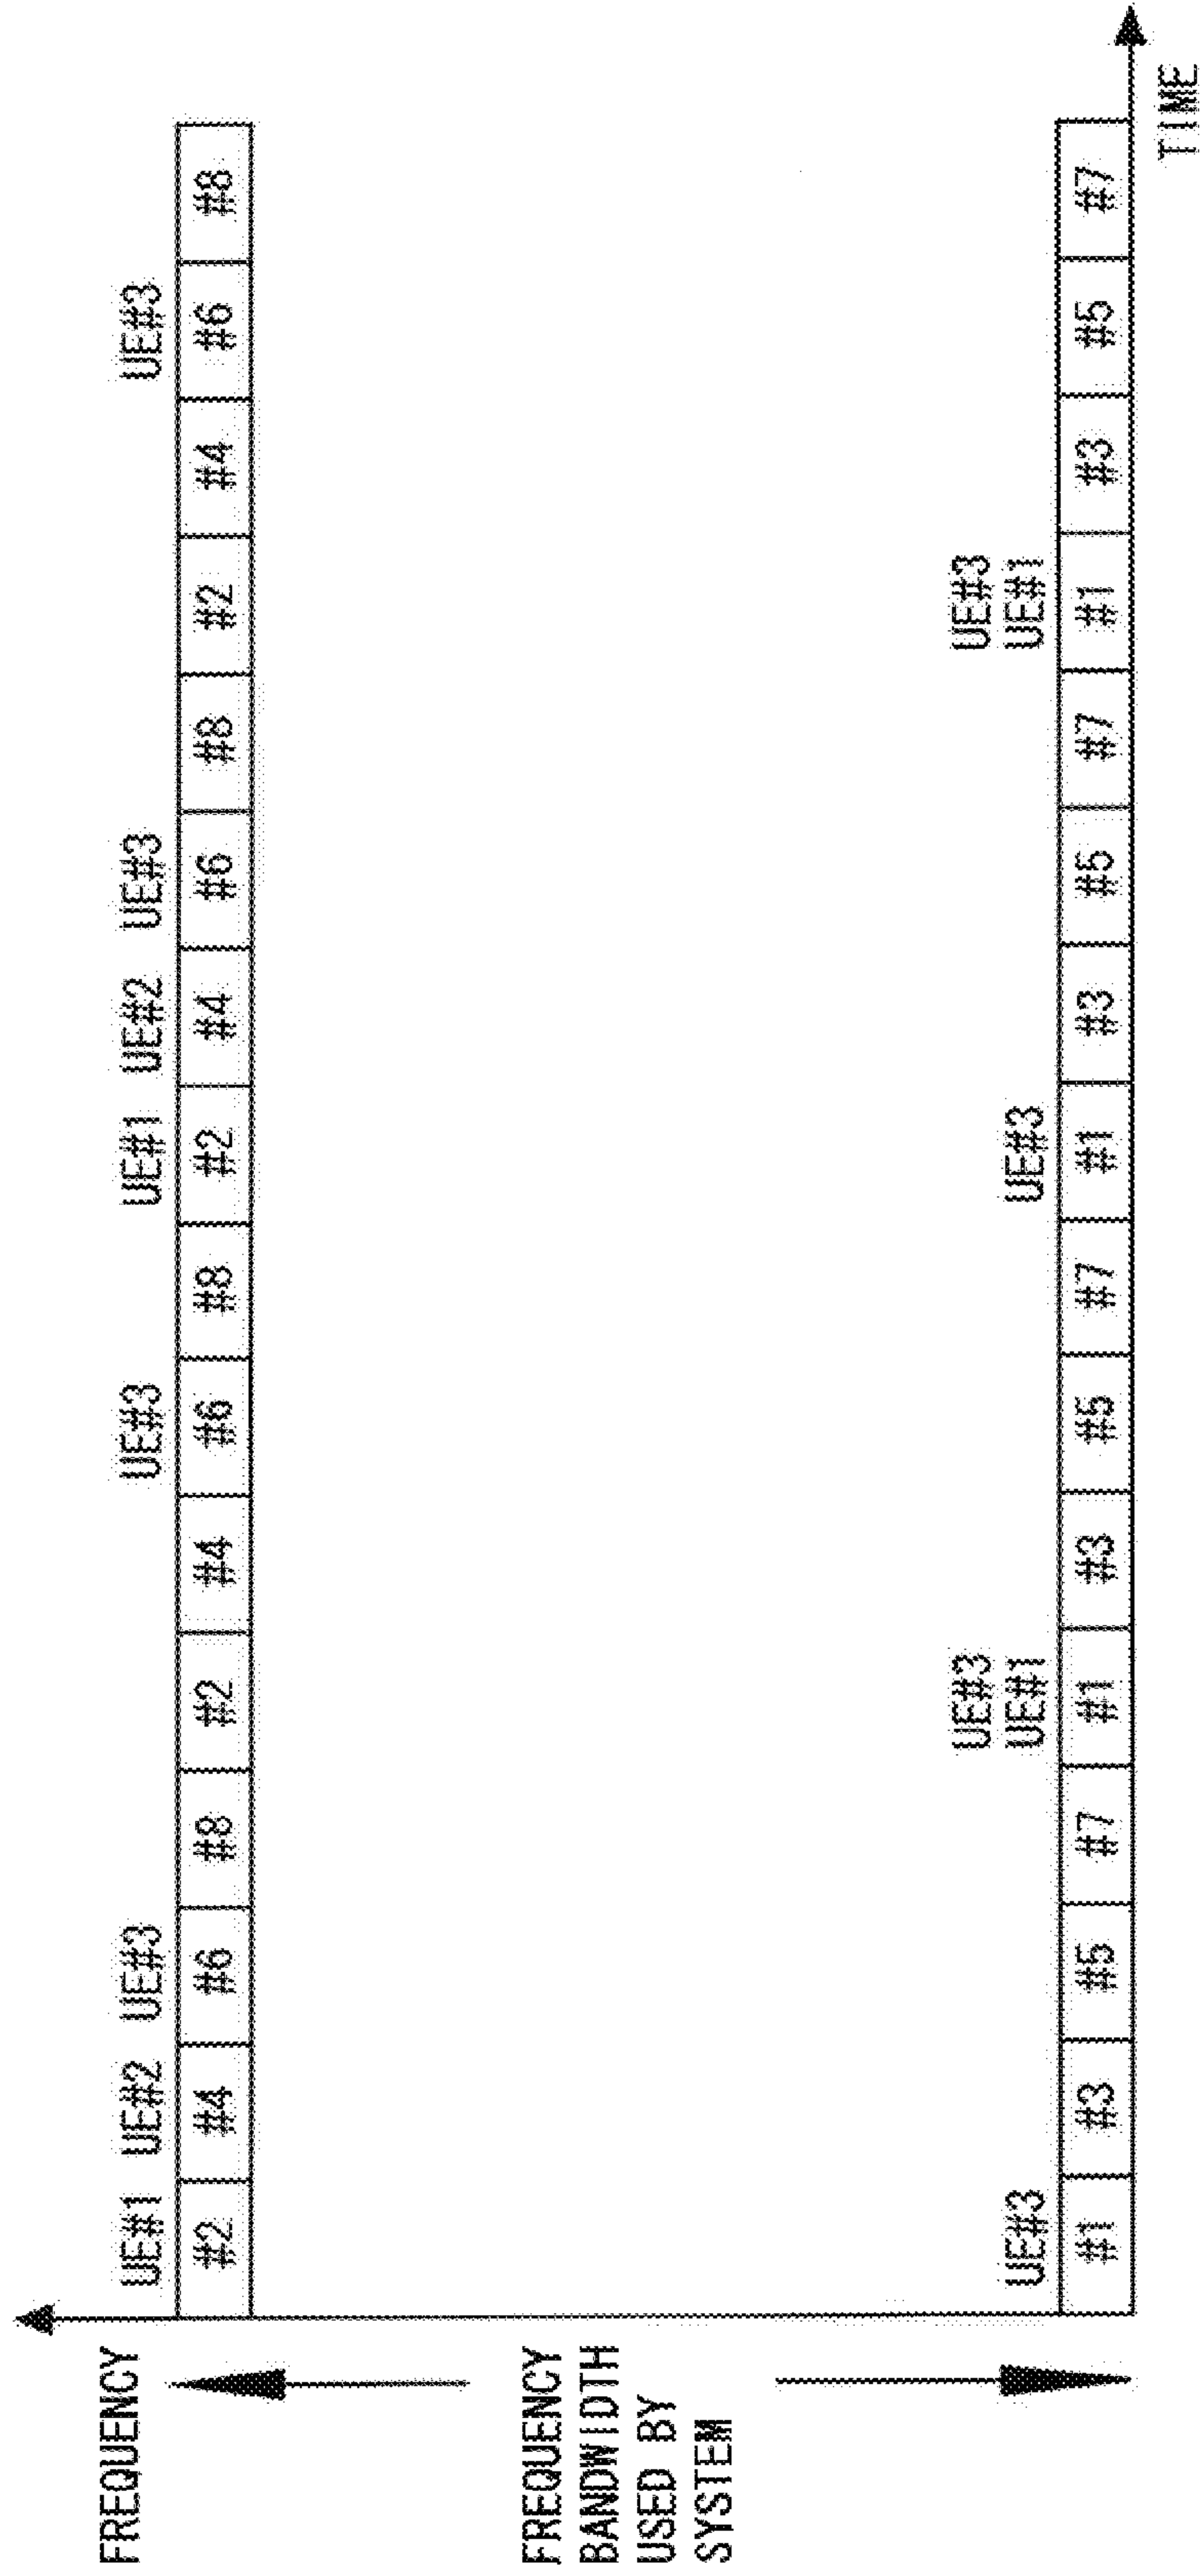 FREQUENCY
UE#1 UE#2 UE#3 UE#3 UE#1 UE#2 UE#3 UE#3
#2 #4 #6 #8 #2 #4 #6 #8 #2 #4 #6 #8 #2 #4 #6 #8
FREQUENCY
BANDWIDTH
USED BY
SYSTEM
UE#3 UE#3
UE#3 UE#1 UE#3 UE#1
#1 #3 #5 #7 #1 #3 #5 #7 #1 #3 #5 #7 #1 #3 #5 #7
TIME